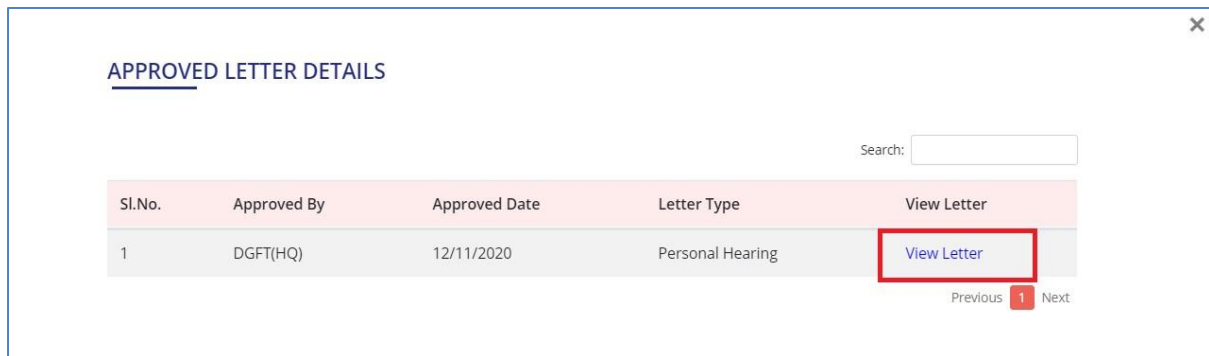 ×
APPROVED LETTER DETAILS
Search:
Sl.No. Approved By Approved Date Letter Type View Letter
1 DGFT(HQ) 12/11/2020 Personal Hearing View Letter
Previous 1 Next